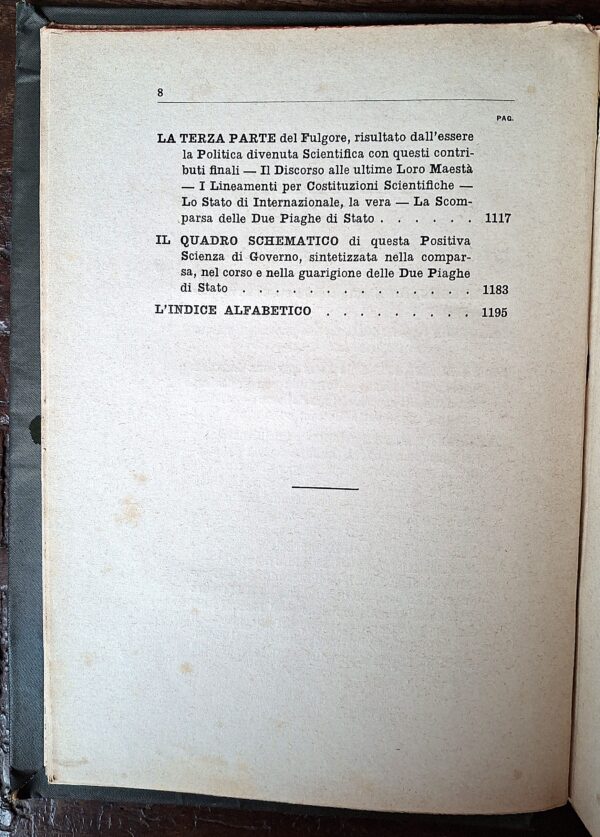 8
PAG.
LA TERZA PARTE del Fulgore, risultato dall'essere
la Politica divenuta Scientifica con questi contri-
buti finali — Il Discorso alle ultime Loro Maestà
— I Lineamenti per Costituzioni Scientifiche —
Lo Stato di Internazionale, la vera — La Scom-
parsa delle Due Piaghe di Stato . . . . . . 1117
IL QUADRO SCHEMATICO di questa Positiva
Scienza di Governo, sintetizzata nella compar-
sa, nel corso e nella guarigione delle Due Piaghe
di Stato . . . . . . . . . . . . . . 1183
L'INDICE ALFABETICO . . . . . . . . . 1195